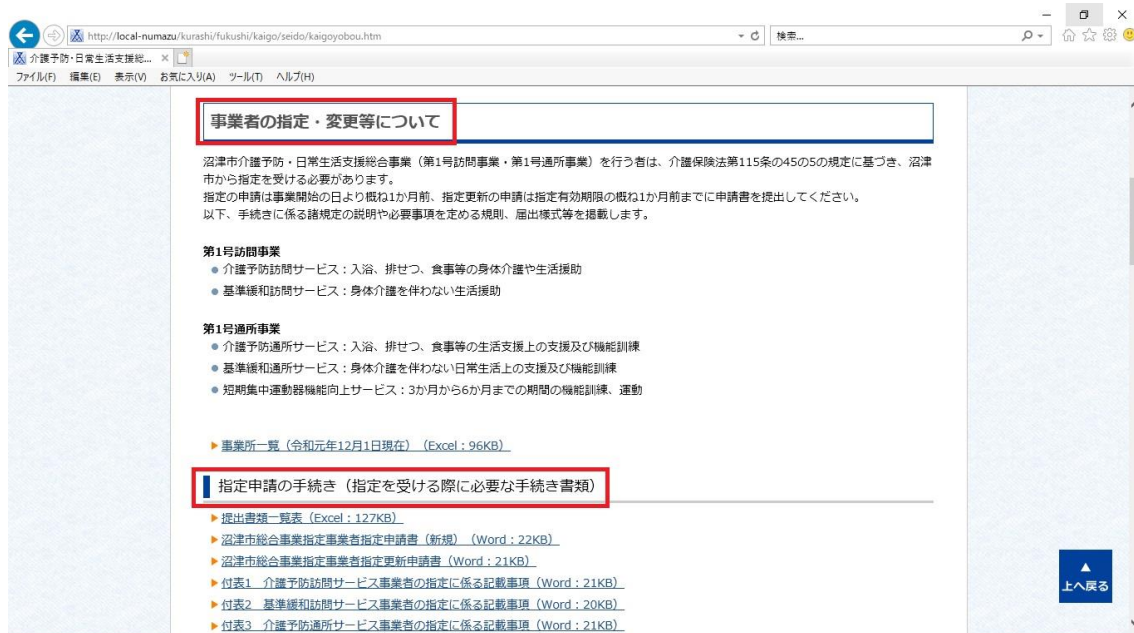 http://local-numazu/kurashi/fukushi/kaigo/seido/kaigoyobou.htm
検索...
介護予防・日常生活支援総...
ファイル(F) 編集(E) 表示(V) お気に入り(A) ツール(T) ヘルプ(H)
事業者の指定・変更等について
沼津市介護予防・日常生活支援総合事業（第1号訪問事業・第1号通所事業）を行う者は、介護保険法第115条の45の5の規定に基づき、沼津
市から指定を受ける必要があります。
指定の申請は事業開始の日より概ね1か月前、指定更新の申請は指定有効期限の概ね1か月前までに申請書を提出してください。
以下、手続きに係る諸規定の説明や必要事項を定める規則、届出様式等を掲載します。
第1号訪問事業
介護予防訪問サービス：入浴、排せつ、食事等の身体介護や生活援助
基準緩和訪問サービス：身体介護を伴わない生活援助
第1号通所事業
介護予防通所サービス：入浴、排せつ、食事等の生活支援上の支援及び機能訓練
基準緩和通所サービス：身体介護を伴わない日常生活上の支援及び機能訓練
短期集中運動器機能向上サービス：3か月から6か月までの期間の機能訓練、運動
事業所一覧（令和元年12月1日現在）（Excel：96KB）
指定申請の手続き（指定を受ける際に必要な手続き書類）
提出書類一覧表（Excel：127KB）
沼津市総合事業指定事業者指定申請書（新規）（Word：22KB）
沼津市総合事業指定事業者指定更新申請書（Word：21KB）
付表1 介護予防訪問サービス事業者の指定に係る記載事項（Word：21KB）
付表2 基準緩和訪問サービス事業者の指定に係る記載事項（Word：20KB）
付表3 介護予防通所サービス事業者の指定に係る記載事項（Word：21KB）
上へ戻る